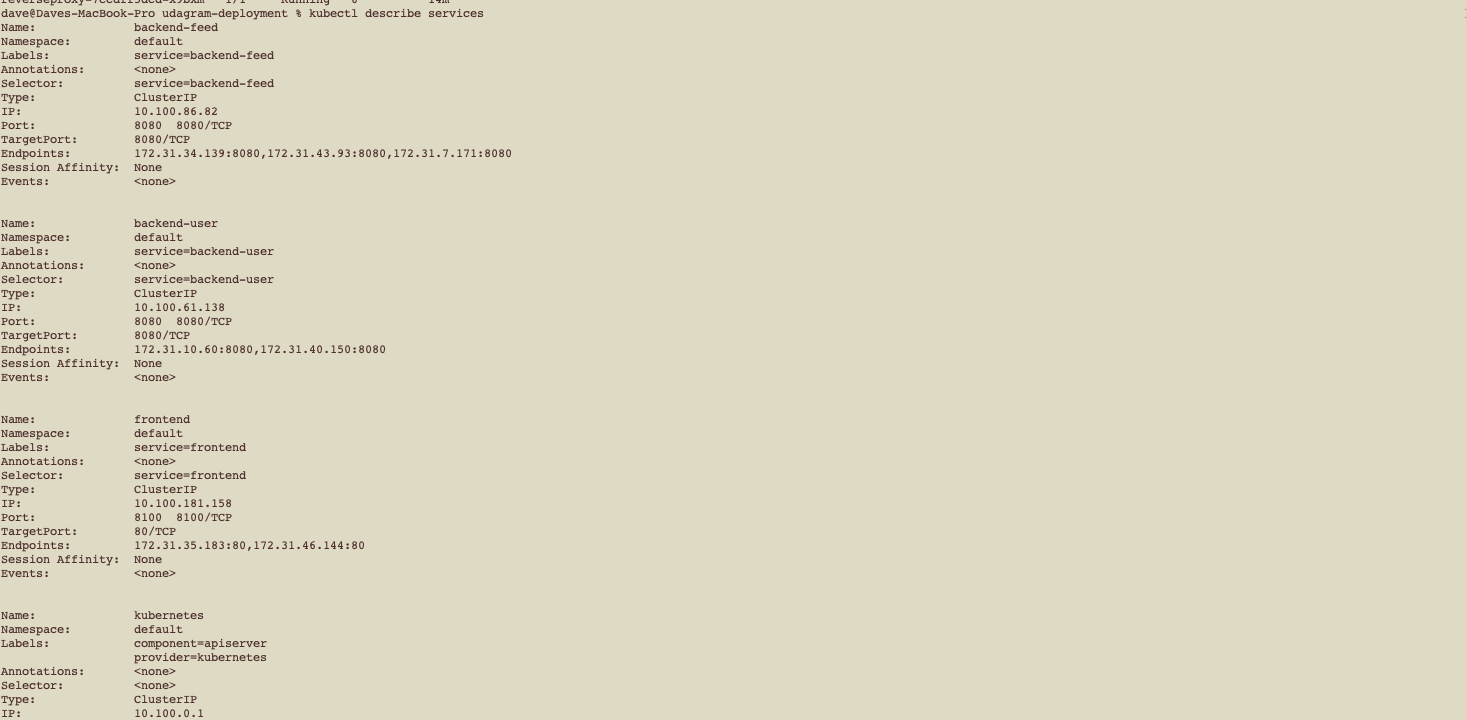 dave@Daves-MacBook-Pro udagram-deployment % kubectl describe services
Name: backend-feed
Namespace: default
Labels: service=backend-feed
Annotations: <none>
Selector: service=backend-feed
Type: ClusterIP
IP: 10.100.86.82
Port: 8080 8080/TCP
TargetPort: 8080/TCP
Endpoints: 172.31.34.139:8080,172.31.43.93:8080,172.31.7.171:8080
Session Affinity: None
Events: <none>
Name: backend-user
Namespace: default
Labels: service=backend-user
Annotations: <none>
Selector: service=backend-user
Type: ClusterIP
IP: 10.100.61.138
Port: 8080 8080/TCP
TargetPort: 8080/TCP
Endpoints: 172.31.10.60:8080,172.31.40.150:8080
Session Affinity: None
Events: <none>
Name: frontend
Namespace: default
Labels: service=frontend
Annotations: <none>
Selector: service=frontend
Type: ClusterIP
IP: 10.100.181.158
Port: 8100 8100/TCP
TargetPort: 80/TCP
Endpoints: 172.31.35.183:80,172.31.46.144:80
Session Affinity: None
Events: <none>
Name: kubernetes
Namespace: default
Labels: component=apiserver
provider=kubernetes
Annotations: <none>
Selector: <none>
Type: ClusterIP
IP: 10.100.0.1